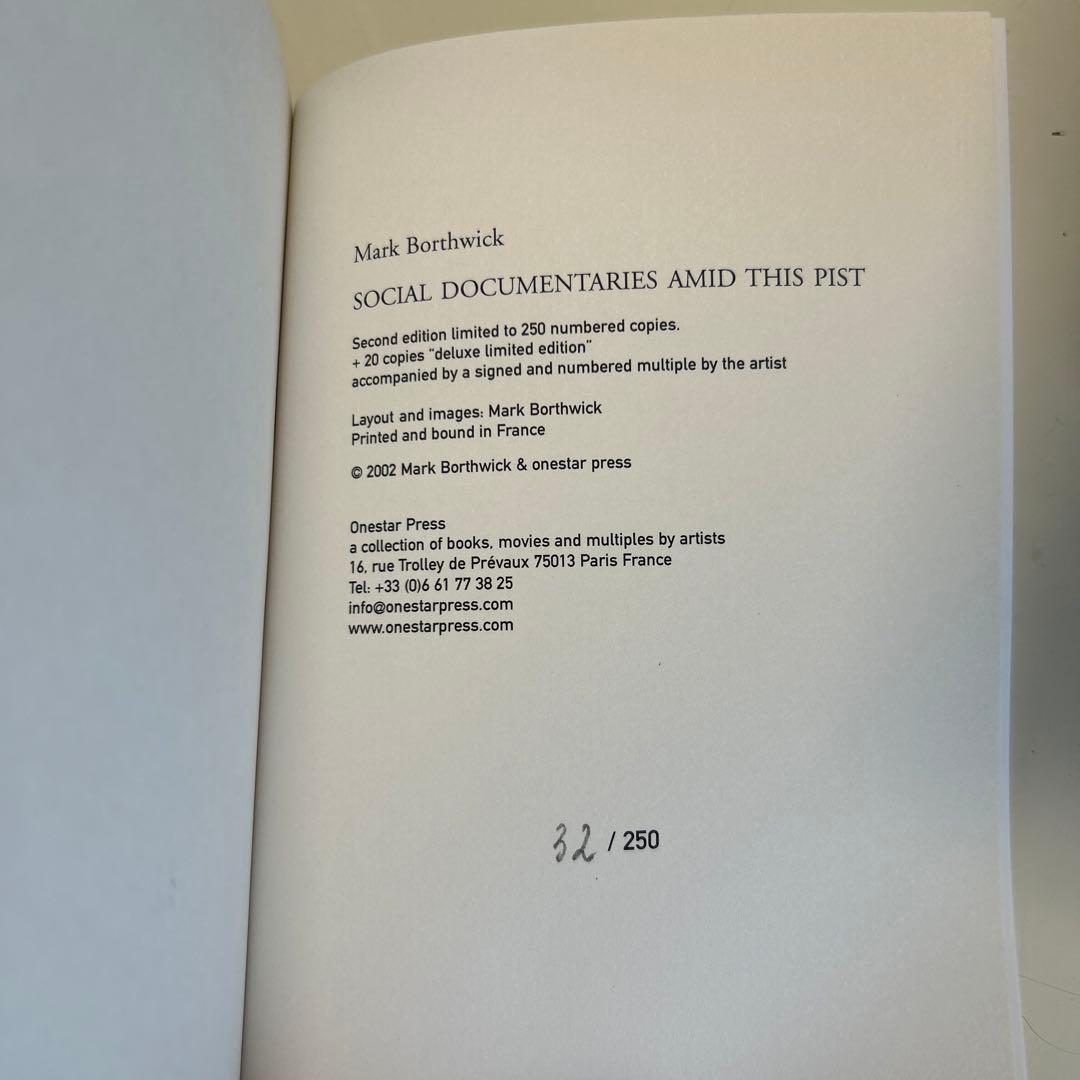 Mark Borthwick
SOCIAL DOCUMENTARIES AMID THIS PIST
Second edition limited to 250 numbered copies.
+ 20 copies "deluxe limited edition"
accompanied by a signed and numbered multiple by the artist
Layout and images: Mark Borthwick
Printed and bound in France
© 2002 Mark Borthwick & onestar press
Onestar Press
a collection of books, movies and multiples by artists
16, rue Trolley de Prévaux 75013 Paris France
Tel: +33 (0)6 61 77 38 25
info@onestarpress.com
www.onestarpress.com
32 / 250